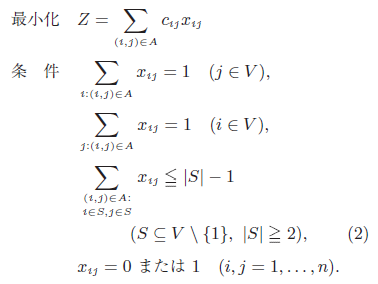 最小化 Z = ∑_{(i,j)∈A} c_{ij}x_{ij}
条 件 ∑_{i:(i,j)∈A} x_{ij} = 1 (j ∈ V),
∑_{j:(i,j)∈A} x_{ij} = 1 (i ∈ V),
∑_{(i,j)∈A: i∈S,j∈S} x_{ij} ≦ |S| − 1
(S ⊆ V \ {1}, |S| ≧ 2), (2)
x_{ij} = 0 または 1 (i, j = 1, . . . , n).